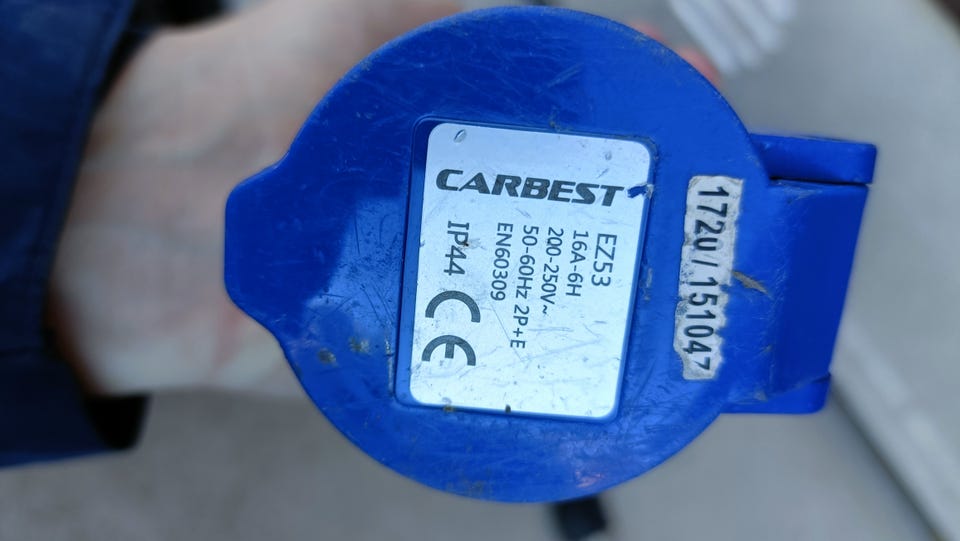 CARBEST
EZ53
16A-6H
200-250V~
50-60Hz 2P+E
EN60309
IP44 CE
1720/151047